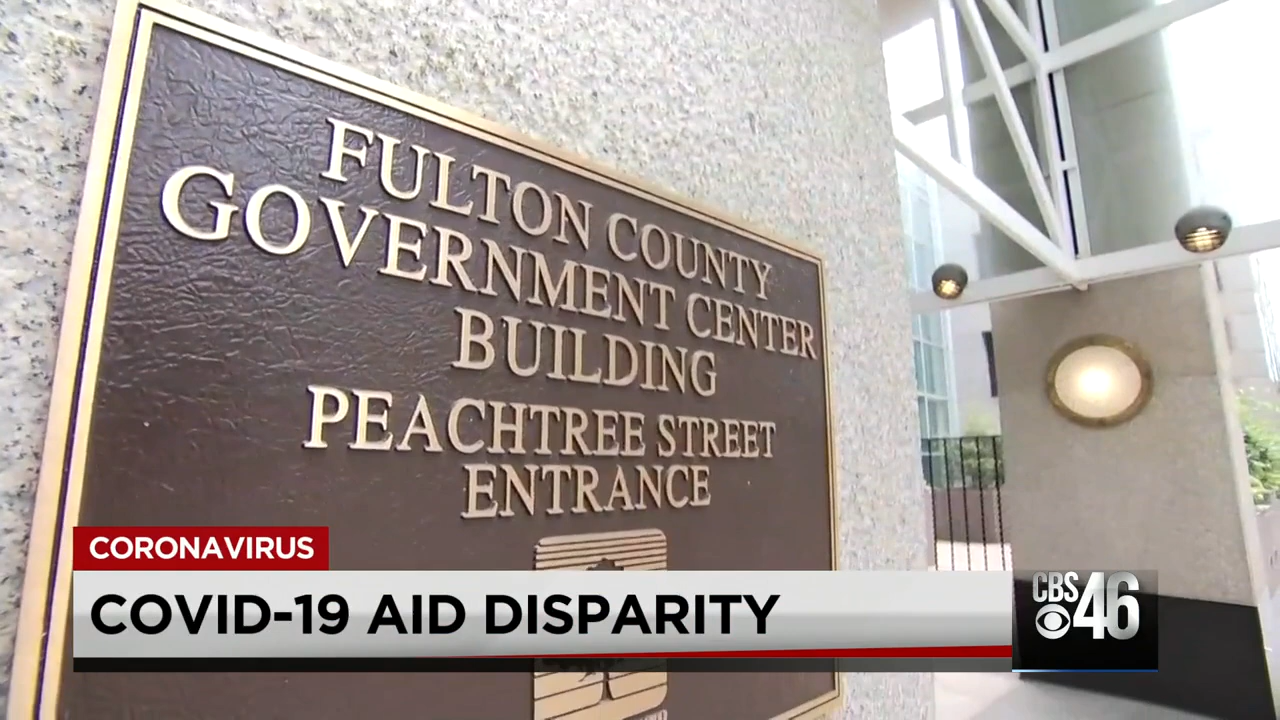 FULTON COUNTY
GOVERNMENT CENTER
BUILDING
PEACHTREE STREET
ENTRANCE
CORONAVIRUS
COVID-19 AID DISPARITY
CBS 46